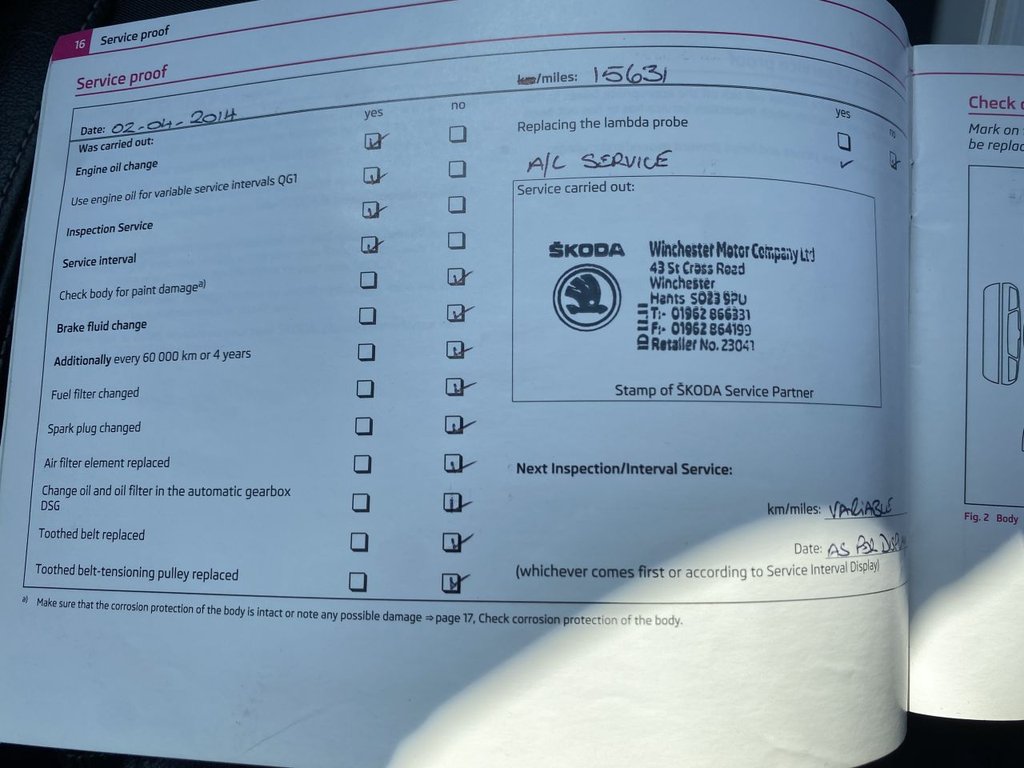 16 Service proof
Service proof
Date: 02-04-2014
yes
no
Was carried out:
Engine oil change
Use engine oil for variable service intervals QG1
Inspection Service
Service interval
Check body for paint damage a)
Brake fluid change
Additionally every 60 000 km or 4 years
Fuel filter changed
Spark plug changed
Air filter element replaced
Change oil and oil filter in the automatic gearbox
DSG
Toothed belt replaced
Toothed belt-tensioning pulley replaced
km/miles: 15631
yes
no
Replacing the lambda probe
A/C SERVICE
Service carried out:
ŠKODA
Winchester Motor Company Ltd
43 St Cross Road
Winchester
Hants SO23 9PU
T:- 01962 866331
F:- 01962 864199
Retailer No. 23041
Stamp of ŠKODA Service Partner
Next Inspection/Interval Service:
km/miles: VARIABLE
Date: AS PER DISPLAY
(whichever comes first or according to Service Interval Display)
a) Make sure that the corrosion protection of the body is intact or note any possible damage ⇒ page 17, Check corrosion protection of the body.
Check
Mark on
be
Fig. 2 Body